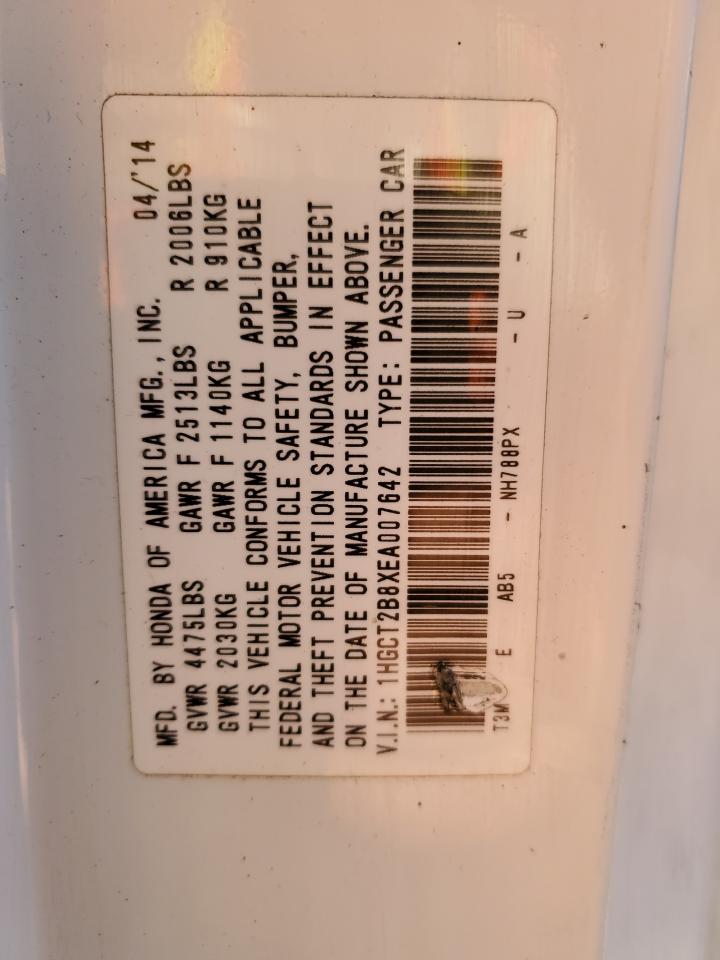 MFD. BY HONDA OF AMERICA MFG., INC. 04/'14
GVWR 4475LBS GAWR F 2513LBS R 2006LBS
GVWR 2030KG GAWR F 1140KG R 910KG
THIS VEHICLE CONFORMS TO ALL APPLICABLE
FEDERAL MOTOR VEHICLE SAFETY, BUMPER,
AND THEFT PREVENTION STANDARDS IN EFFECT
ON THE DATE OF MANUFACTURE SHOWN ABOVE.
V.I.N.: 1HGCT2B8XEA007642 TYPE: PASSENGER CAR
T3M E AB5 - NH788PX - U - A